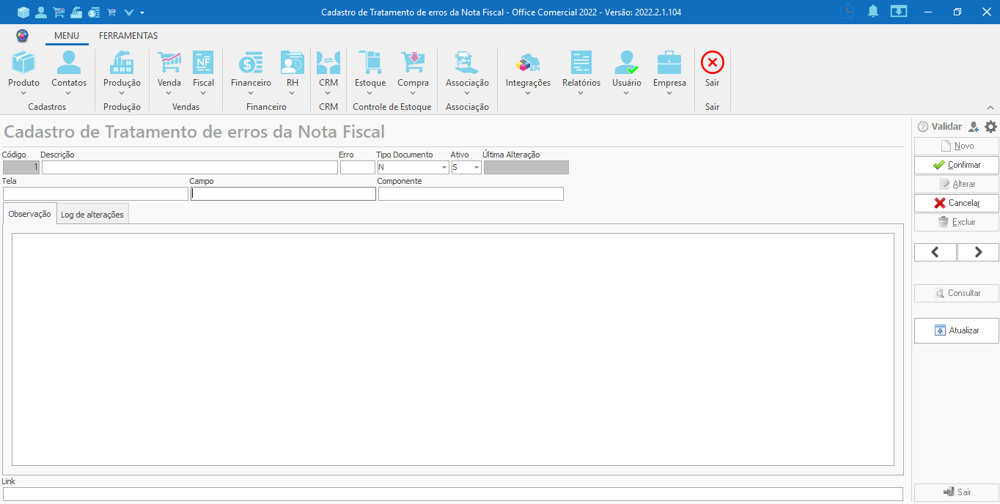 Cadastro de Tratamento de erros da Nota Fiscal - Office Comercial 2022 - Versão: 2022.2.1.104
MENU FERRAMENTAS
NF API
Produto Contatos Produção Venda Fiscal Financeiro RH CRM Estoque Compra Associação Integrações Relatórios Usuário Empresa Sair
Cadastros Produção Vendas Financeiro CRM Controle de Estoque Associação Sair
Cadastro de Tratamento de erros da Nota Fiscal
Validar
Novo
Código Descrição Erro Tipo Documento Ativo Última Alteração
1 N S
Confirmar
Tela Campo Componente
Alterar
Cancelar
Observação Log de alterações
Excluir
Consultar
Atualizar
Link
Sair